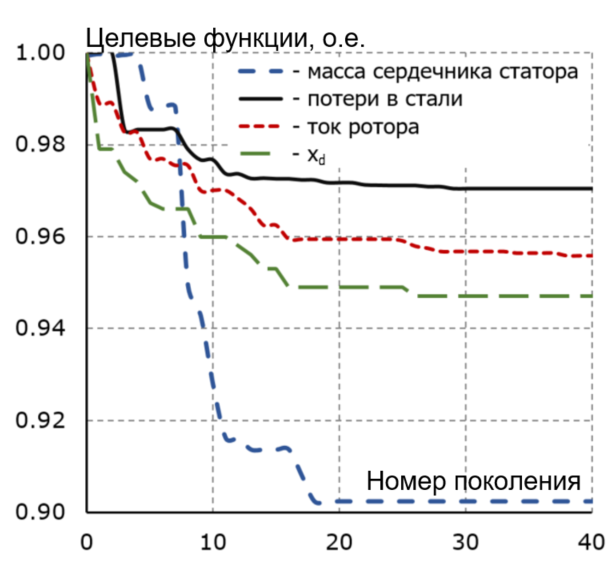 Целевые функции, о.е.
1.00
- масса сердечника статора
- потери в стали
- ток ротора
- xd
0.98
0.96
0.94
0.92
0.90
Номер поколения
0 10 20 30 40